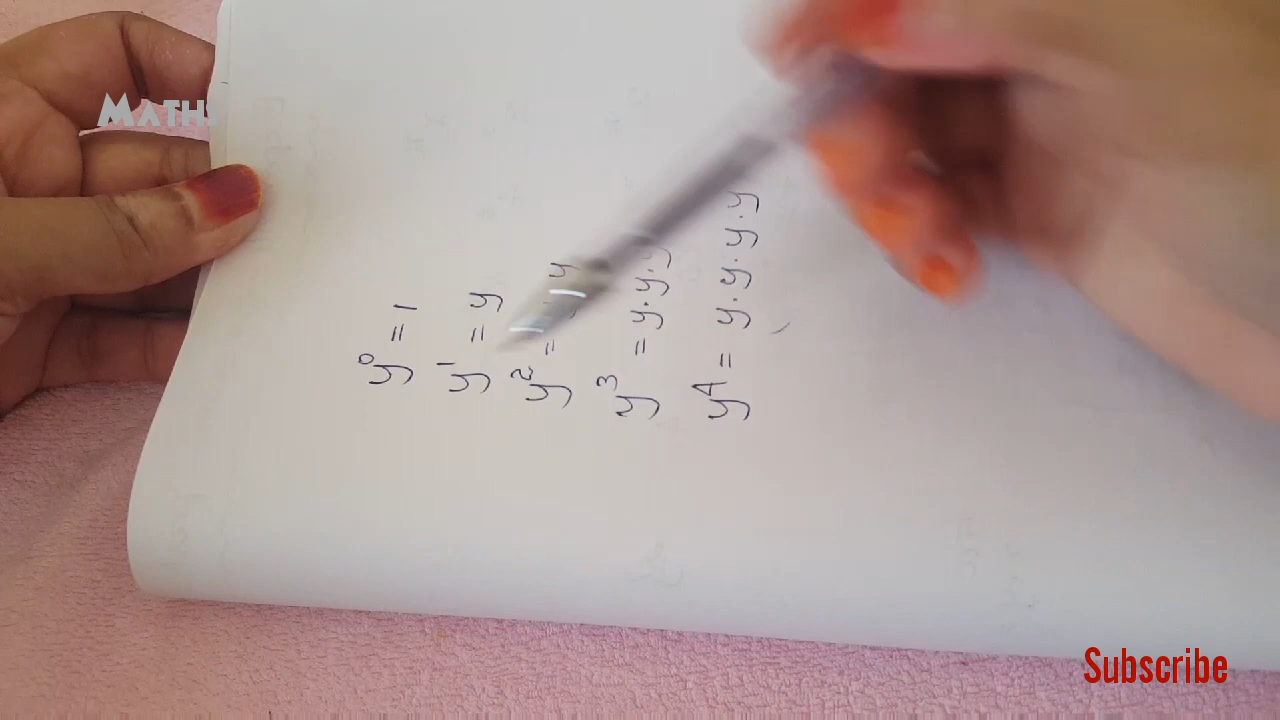 MATHS
y⁰ = 1
y¹ = y
y² = y
y³ = y.y.y
y⁴ = y.y.y.y
Subscribe